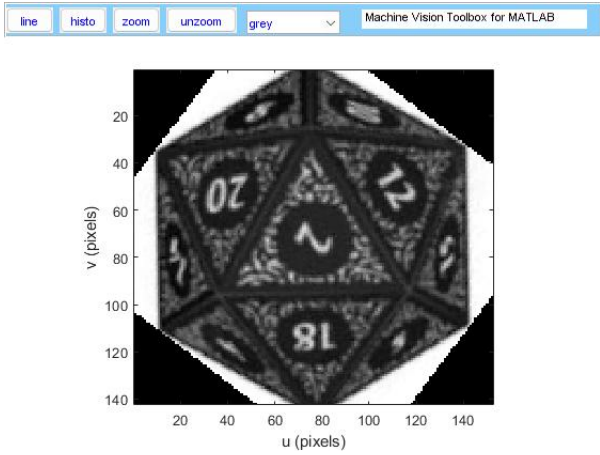 line histo zoom unzoom grey Machine Vision Toolbox for MATLAB
20
40
60
80
100
120
140
v (pixels)
20 12
2
18
20 40 60 80 100 120 140
u (pixels)